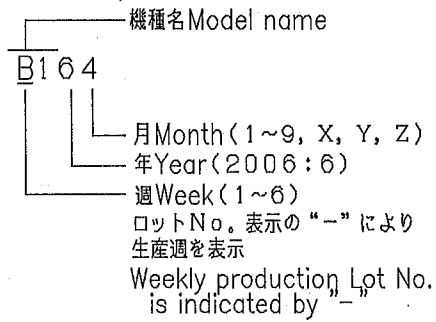 機種名Model name
B164
月Month(1~9, X, Y, Z)
年Year(2006:6)
週Week(1~6)
ロットNo。表示の“−”により
生産週を表示
Weekly production Lot No.
is indicated by "−"